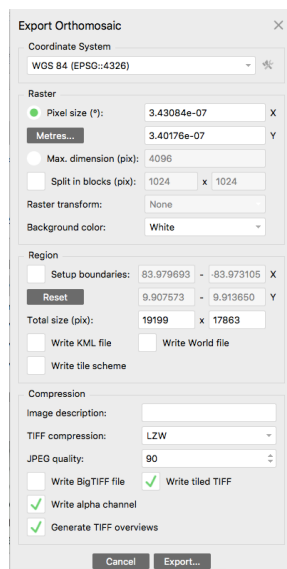 Export Orthomosaic
Coordinate System
WGS 84 (EPSG::4326)
Raster
Pixel size (°): 3.43084e-07 X
Metres... 3.40176e-07 Y
Max. dimension (pix): 4096
Split in blocks (pix): 1024 x 1024
Raster transform: None
Background color: White
Region
Setup boundaries: 83.979693 - -83.973105 X
Reset 9.907573 - 9.913650 Y
Total size (pix): 19199 x 17863
Write KML file Write World file
Write tile scheme
Compression
Image description:
TIFF compression: LZW
JPEG quality: 90
Write BigTIFF file Write tiled TIFF
Write alpha channel
Generate TIFF overviews
Cancel Export...